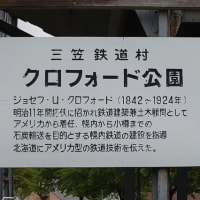 三笠鉄道村
クロフォード公園
ジョセフ・U・クロフォード(1842〜1924年)
明治11年開拓使に招かれ鉄道建築兼土木顧問として
アメリカから着任、幌内から小樽までの
石炭輸送を目的とする幌内鉄道の建設を指導
北海道にアメリカ型の鉄道技術を伝えた。